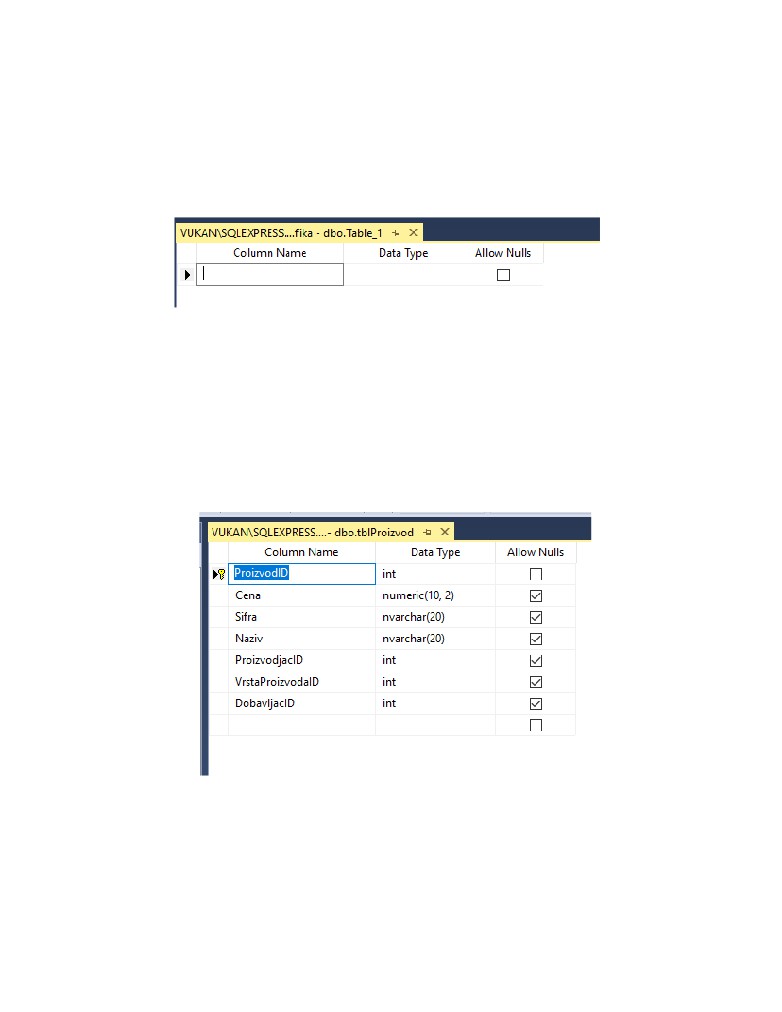 VUKAN\SQLEXPRESS....fika - dbo.Table_1
Column Name Data Type Allow Nulls
VUKAN\SQLEXPRESS....- dbo.tblProizvod
Column Name Data Type Allow Nulls
ProizvodID int
Cena numeric(10, 2)
Sifra nvarchar(20)
Naziv nvarchar(20)
ProizvodjacID int
VrstaProizvodaID int
DobavljacID int